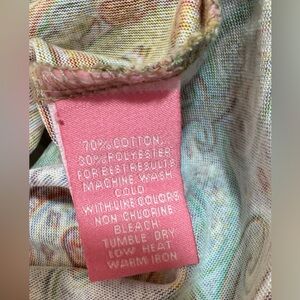 70% COTTON,
30% POLYESTER
FOR BEST RESULTS
MACHINE WASH
COLD
WITH LIKE COLORS
NON CHLORINE
BLEACH
TUMBLE DRY
LOW HEAT
WARM IRON